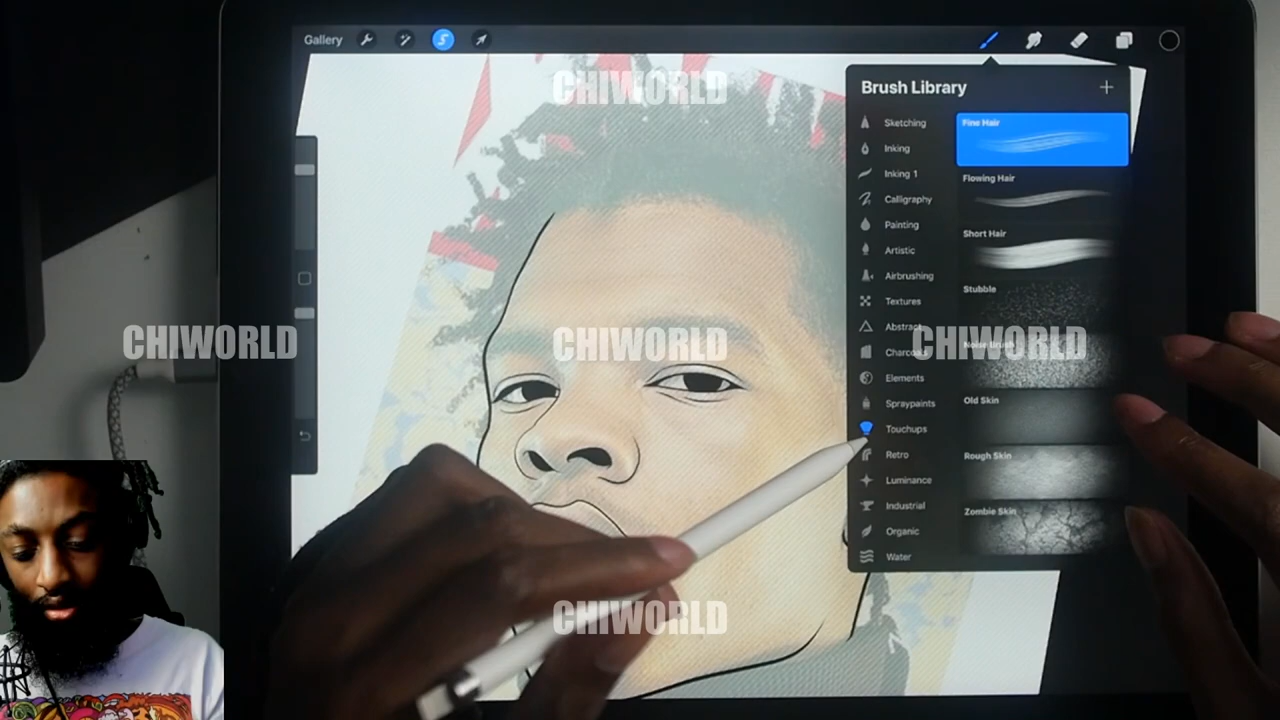 Gallery
CHIWORLD
Brush Library
Sketching
Inking
Inking 1
Calligraphy
Painting
Artistic
Airbrushing
Textures
Abstract
Charcoals
Elements
Spraypaints
Touchups
Retro
Luminance
Industrial
Organic
Water
Fine Hair
Flowing Hair
Short Hair
Stubble
Noise Brush
Old Skin
Rough Skin
Zombie Skin
CHIWORLD
CHIWORLD
CHIWORLD
CHIWORLD